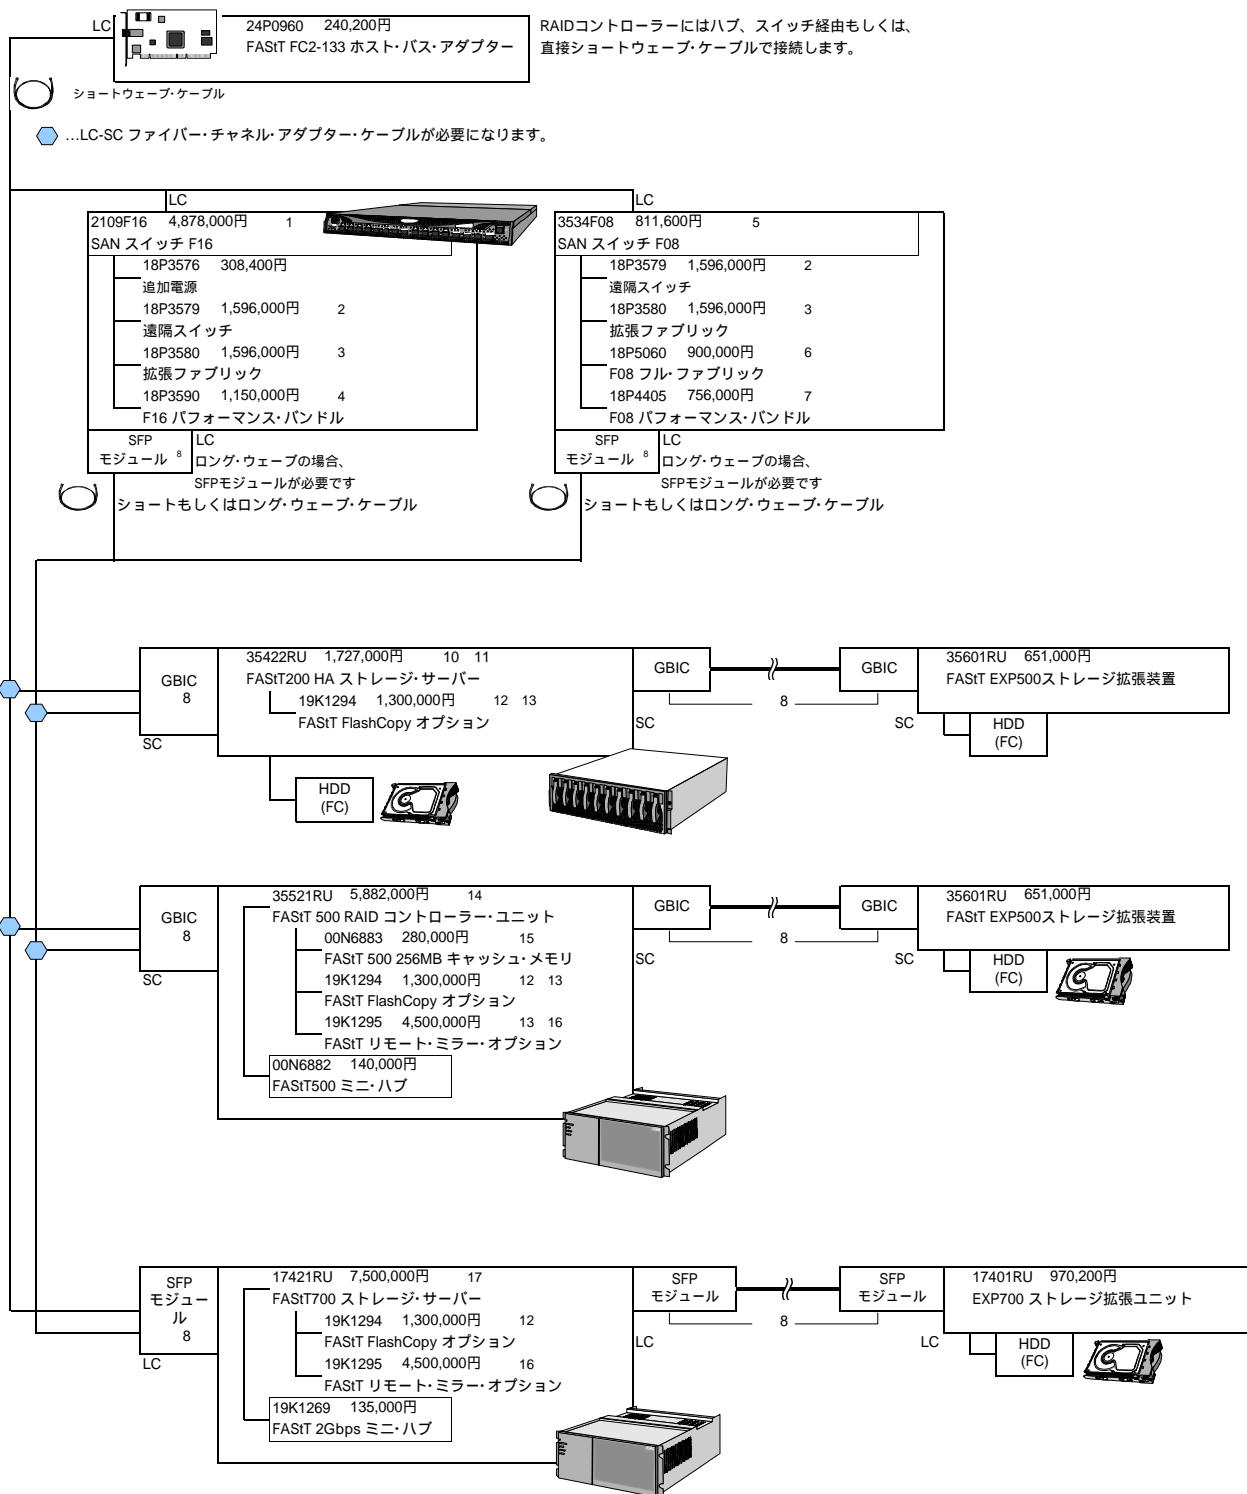 LC
24P0960 240,200円
FAStT FC2-133 ホスト・バス・アダプター
RAIDコントローラーにはハブ、スイッチ経由もしくは、
直接ショートウェーブ・ケーブルで接続します。
ショートウェーブ・ケーブル
...LC-SC ファイバー・チャネル・アダプター・ケーブルが必要になります。
LC
2109F16 4,878,000円 1
SAN スイッチ F16
18P3576 308,400円
追加電源
18P3579 1,596,000円 2
遠隔スイッチ
18P3580 1,596,000円 3
拡張ファブリック
18P3590 1,150,000円 4
F16 パフォーマンス・バンドル
SFP
モジュール 8
LC
ロング・ウェーブの場合、
SFPモジュールが必要です
ショートもしくはロング・ウェーブ・ケーブル
LC
3534F08 811,600円 5
SAN スイッチ F08
18P3579 1,596,000円 2
遠隔スイッチ
18P3580 1,596,000円 3
拡張ファブリック
18P5060 900,000円 6
F08 フル・ファブリック
18P4405 756,000円 7
F08 パフォーマンス・バンドル
SFP
モジュール 8
LC
ロング・ウェーブの場合、
SFPモジュールが必要です
ショートもしくはロング・ウェーブ・ケーブル
GBIC
8
SC
35422RU 1,727,000円 10 11
FAStT200 HA ストレージ・サーバー
19K1294 1,300,000円 12 13
FAStT FlashCopy オプション
HDD
(FC)
GBIC
SC
8
GBIC
SC
35601RU 651,000円
FAStT EXP500ストレージ拡張装置
HDD
(FC)
GBIC
8
SC
35521RU 5,882,000円 14
FAStT 500 RAID コントローラー・ユニット
00N6883 280,000円 15
FAStT 500 256MB キャッシュ・メモリ
19K1294 1,300,000円 12 13
FAStT FlashCopy オプション
19K1295 4,500,000円 13 16
FAStT リモート・ミラー・オプション
00N6882 140,000円
FAStT500 ミニ・ハブ
GBIC
SC
8
GBIC
SC
35601RU 651,000円
FAStT EXP500ストレージ拡張装置
HDD
(FC)
SFP
モジュー
ル
8
LC
17421RU 7,500,000円 17
FAStT700 ストレージ・サーバー
19K1294 1,300,000円 12
FAStT FlashCopy オプション
19K1295 4,500,000円 16
FAStT リモート・ミラー・オプション
19K1269 135,000円
FAStT 2Gbps ミニ・ハブ
SFP
モジュール
LC
8
SFP
モジュール
LC
17401RU 970,200円
EXP700 ストレージ拡張ユニット
HDD
(FC)